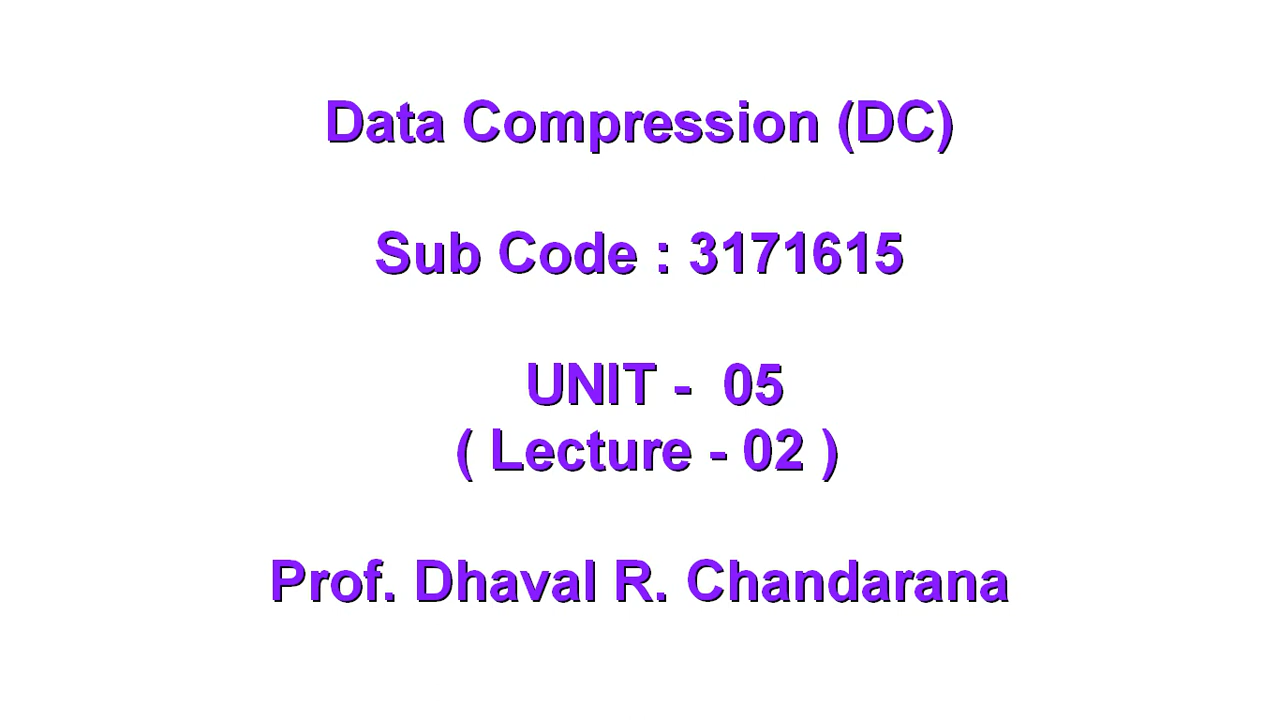 Data Compression (DC)
Sub Code : 3171615
UNIT - 05
( Lecture - 02 )
Prof. Dhaval R. Chandarana